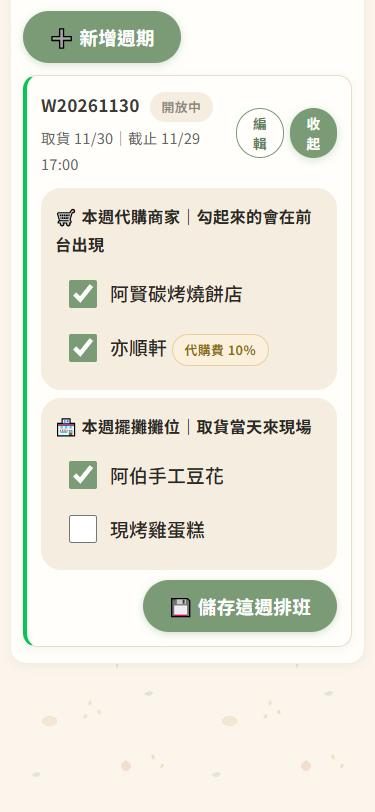 ➕ 新增週期
W20261130 開放中
取貨 11/30｜截止 11/29
17:00
編
輯
收
起
🛒 本週代購商家｜勾起來的會在前
台出現
阿賢碳烤燒餅店
亦順軒 代購費 10%
🏪 本週擺攤攤位｜取貨當天來現場
阿伯手工豆花
現烤雞蛋糕
💾 儲存這週排班